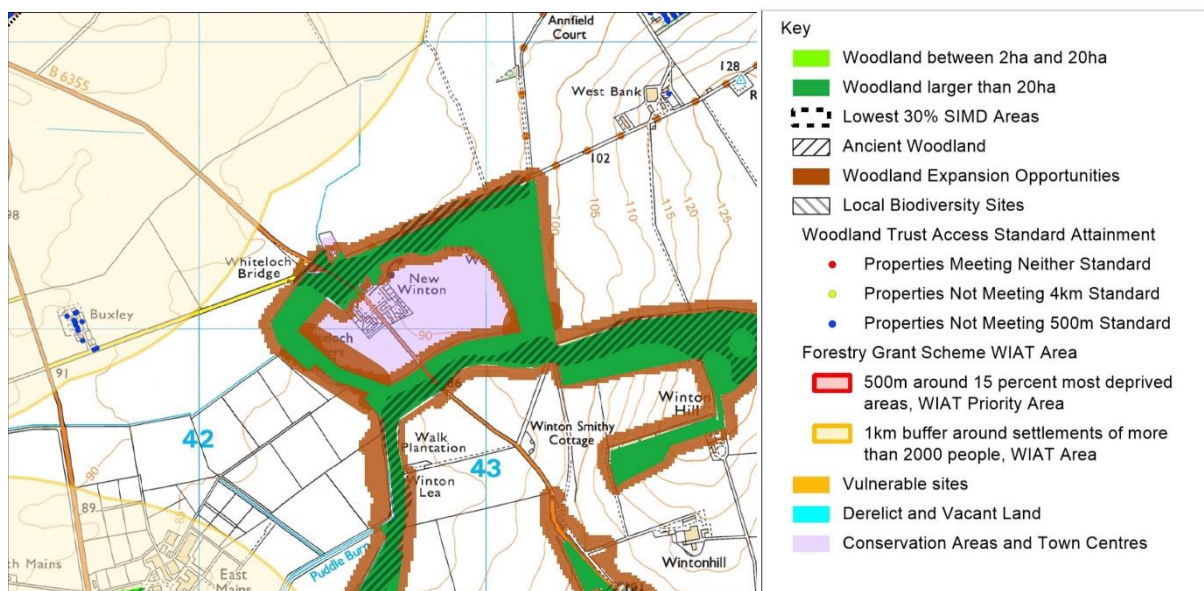 Annfield
Court
B 6355
128
West Bank
R
102
98
100
105
110
115
120
125
Whiteloch
Bridge
New
Winton
Buxley
90
91
86
Winton
Hill
42
Walk
Plantation
43
Winton Smithy
Cottage
Winton
Lea
90
89
Puddle Burn
East
Mains
Wintonhill
Key
Woodland between 2ha and 20ha
Woodland larger than 20ha
Lowest 30% SIMD Areas
Ancient Woodland
Woodland Expansion Opportunities
Local Biodiversity Sites
Woodland Trust Access Standard Attainment
Properties Meeting Neither Standard
Properties Not Meeting 4km Standard
Properties Not Meeting 500m Standard
Forestry Grant Scheme WIAT Area
500m around 15 percent most deprived
areas, WIAT Priority Area
1km buffer around settlements of more
than 2000 people, WIAT Area
Vulnerable sites
Derelict and Vacant Land
Conservation Areas and Town Centres